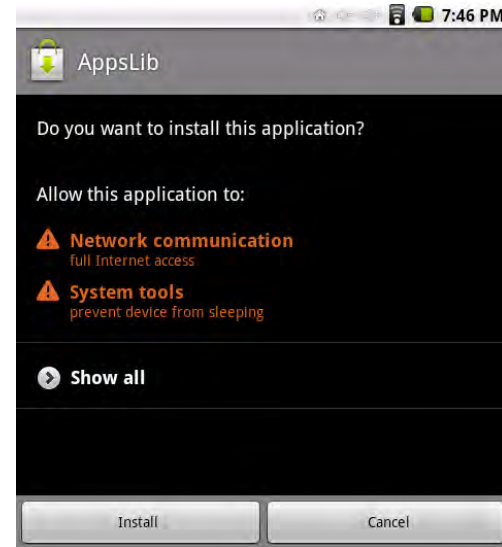 7:46 PM
AppsLib
Do you want to install this application?
Allow this application to:
Network communication
full Internet access
System tools
prevent device from sleeping
Show all
Install
Cancel